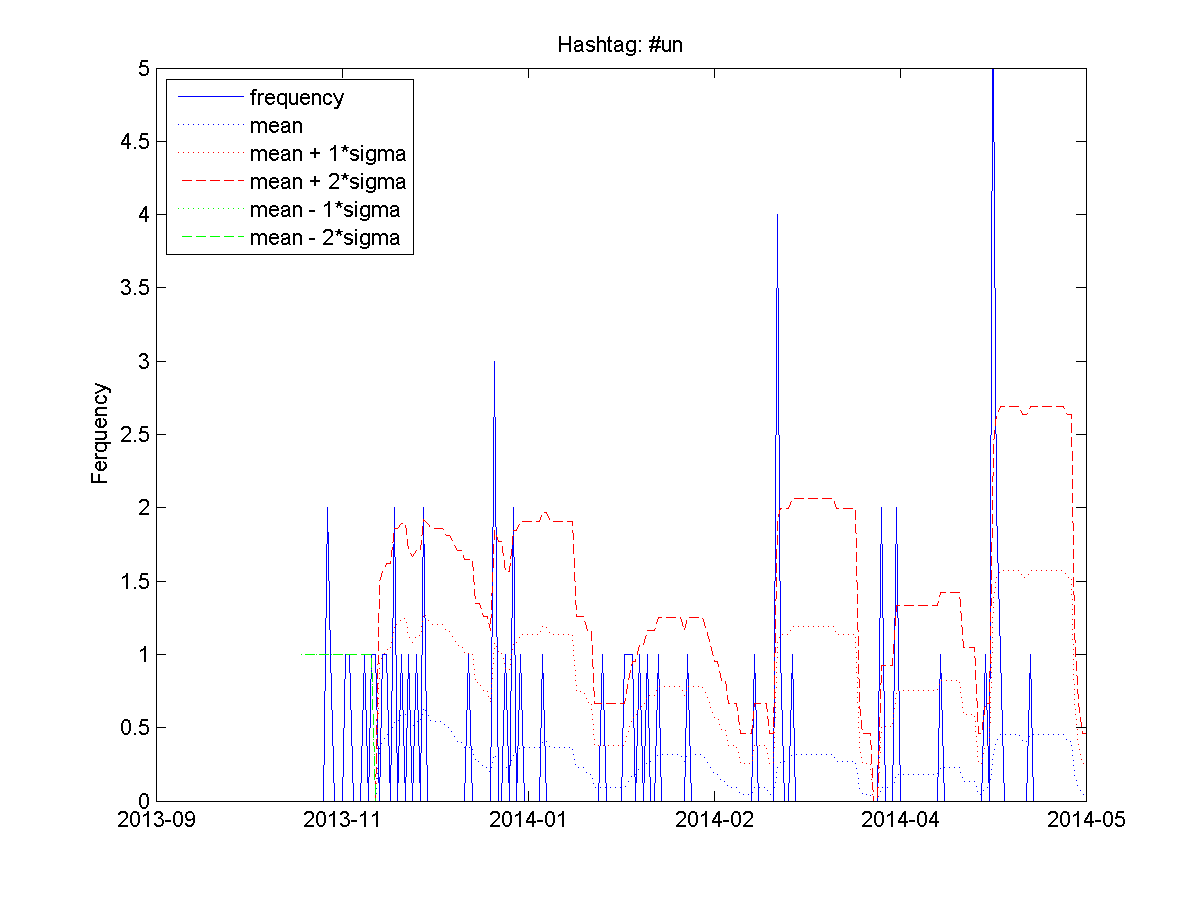 Hashtag: #un
5
4.5
4
3.5
3
2.5
2
1.5
1
0.5
0
Ferquency
frequency
mean
mean + 1*sigma
mean + 2*sigma
mean - 1*sigma
mean - 2*sigma
2013-09 2013-11 2014-01 2014-02 2014-04 2014-05